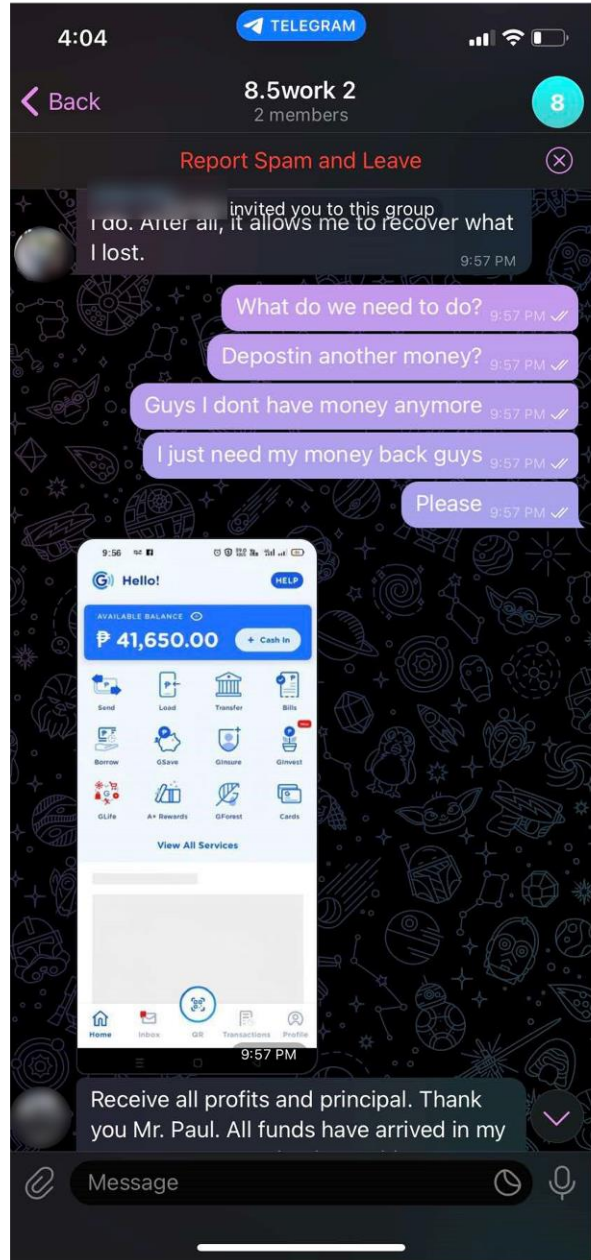 4:04
TELEGRAM
Back
8.5work 2
2 members
8
Report Spam and Leave
invited you to this group
I do. After all, it allows me to recover what
I lost.
9:57 PM
What do we need to do? 9:57 PM
Depostin another money? 9:57 PM
Guys I dont have money anymore 9:57 PM
I just need my money back guys 9:57 PM
Please 9:57 PM
9:56
G Hello!
HELP
AVAILABLE BALANCE
₱ 41,650.00
+ Cash In
Send Load Transfer Bills
Borrow GSave GInsure GInvest
GLife A+ Rewards GForest Cards
View All Services
Home Inbox QR Transactions Profile
9:57 PM
Receive all profits and principal. Thank
you Mr. Paul. All funds have arrived in my
Message